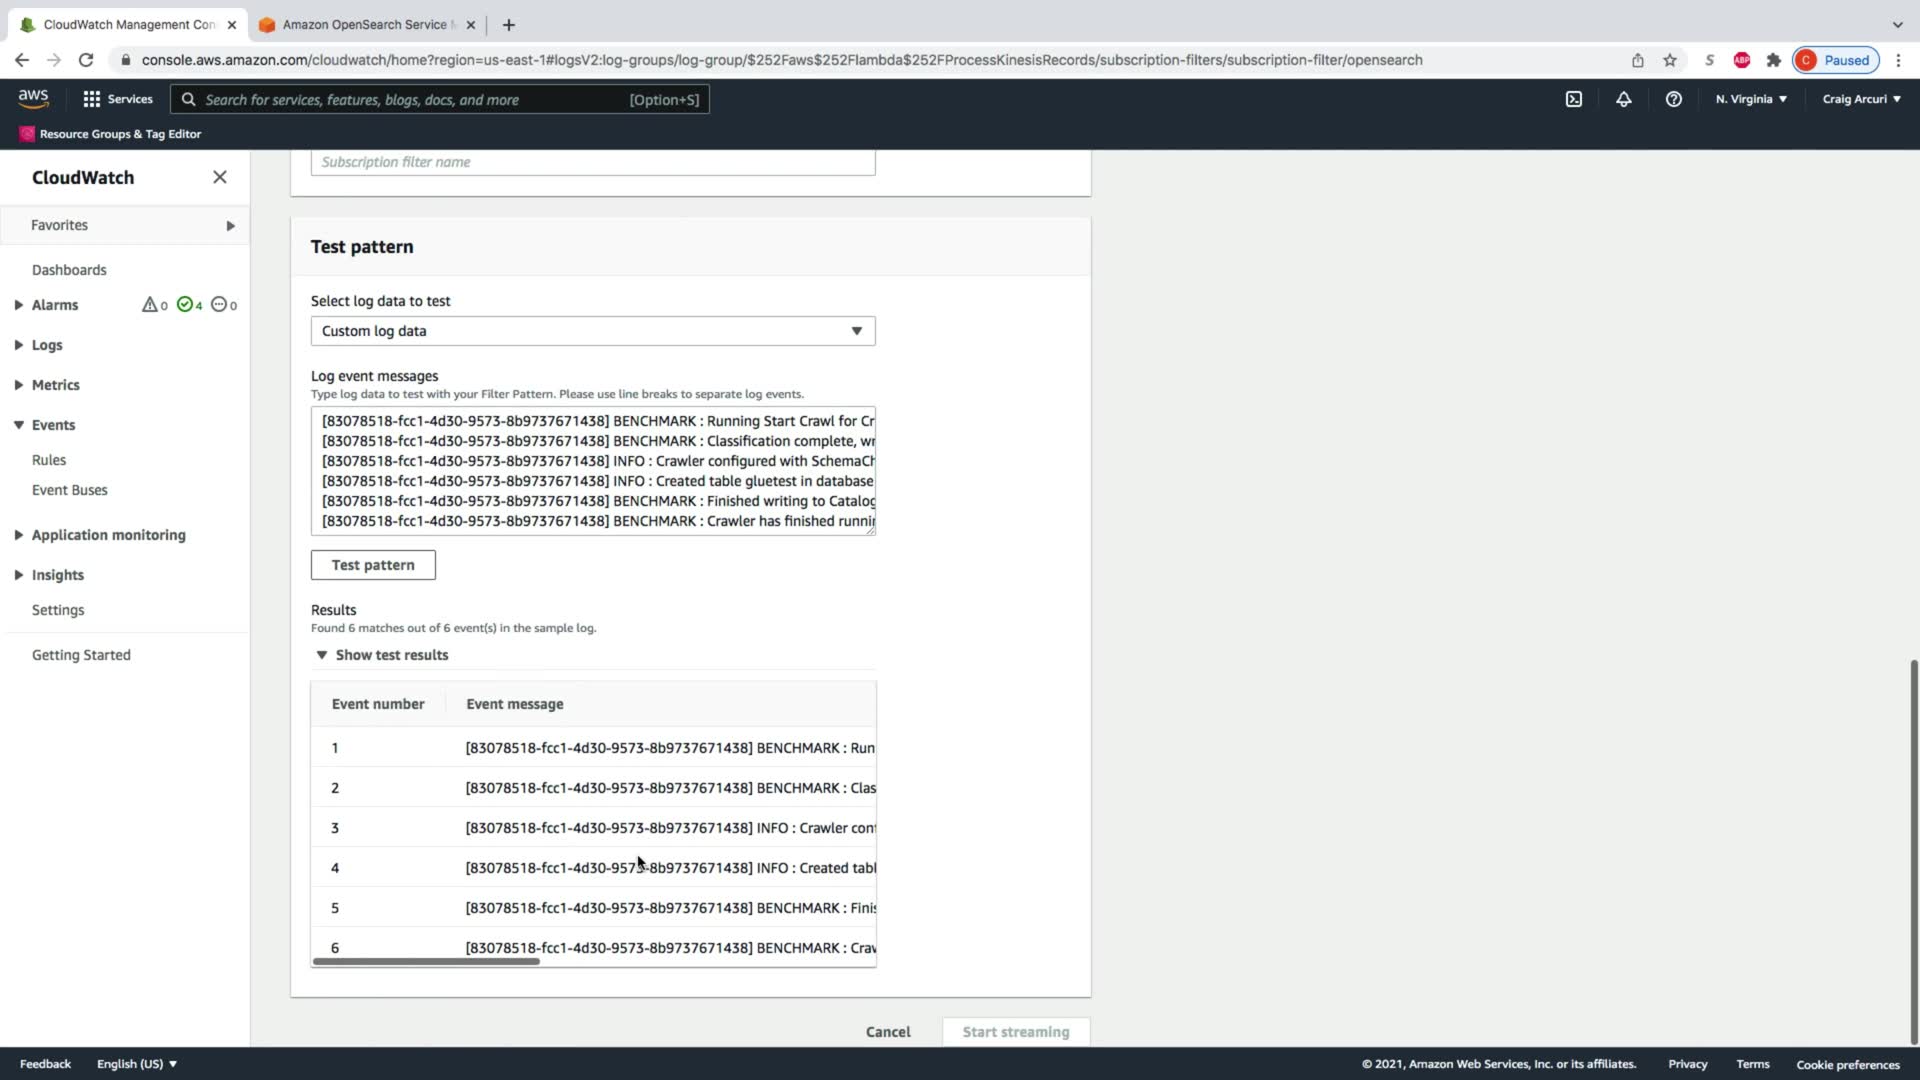 CloudWatch Management Con
Amazon OpenSearch Service
console.aws.amazon.com/cloudwatch/home?region=us-east-1#logsV2:log-groups/log-group/$252Faws$252Flambda$252FProcessKinesisRecords/subscription-filters/subscription-filter/opensearch
S
ABP
C
Paused
aws
Services
Search for services, features, blogs, docs, and more
[Option+S]
N. Virginia
Craig Arcuri
Resource Groups & Tag Editor
CloudWatch
Favorites
Dashboards
Alarms
0
4
0
Logs
Metrics
Events
Rules
Event Buses
Application monitoring
Insights
Settings
Getting Started
Subscription filter name
Test pattern
Select log data to test
Custom log data
Log event messages
Type log data to test with your Filter Pattern. Please use line breaks to separate log events.
[83078518-fcc1-4d30-9573-8b9737671438] BENCHMARK : Running Start Crawl for Cr
[83078518-fcc1-4d30-9573-8b9737671438] BENCHMARK : Classification complete, wr
[83078518-fcc1-4d30-9573-8b9737671438] INFO : Crawler configured with SchemaCh
[83078518-fcc1-4d30-9573-8b9737671438] INFO : Created table gluetest in database
[83078518-fcc1-4d30-9573-8b9737671438] BENCHMARK : Finished writing to Catalog
[83078518-fcc1-4d30-9573-8b9737671438] BENCHMARK : Crawler has finished runnin
Test pattern
Results
Found 6 matches out of 6 event(s) in the sample log.
Show test results
Event number
Event message
1
[83078518-fcc1-4d30-9573-8b9737671438] BENCHMARK : Run
2
[83078518-fcc1-4d30-9573-8b9737671438] BENCHMARK : Clas
3
[83078518-fcc1-4d30-9573-8b9737671438] INFO : Crawler con
4
[83078518-fcc1-4d30-9573-8b9737671438] INFO : Created tabl
5
[83078518-fcc1-4d30-9573-8b9737671438] BENCHMARK : Finis
6
[83078518-fcc1-4d30-9573-8b9737671438] BENCHMARK : Craw
Cancel
Start streaming
Feedback
English (US)
© 2021, Amazon Web Services, Inc. or its affiliates.
Privacy
Terms
Cookie preferences